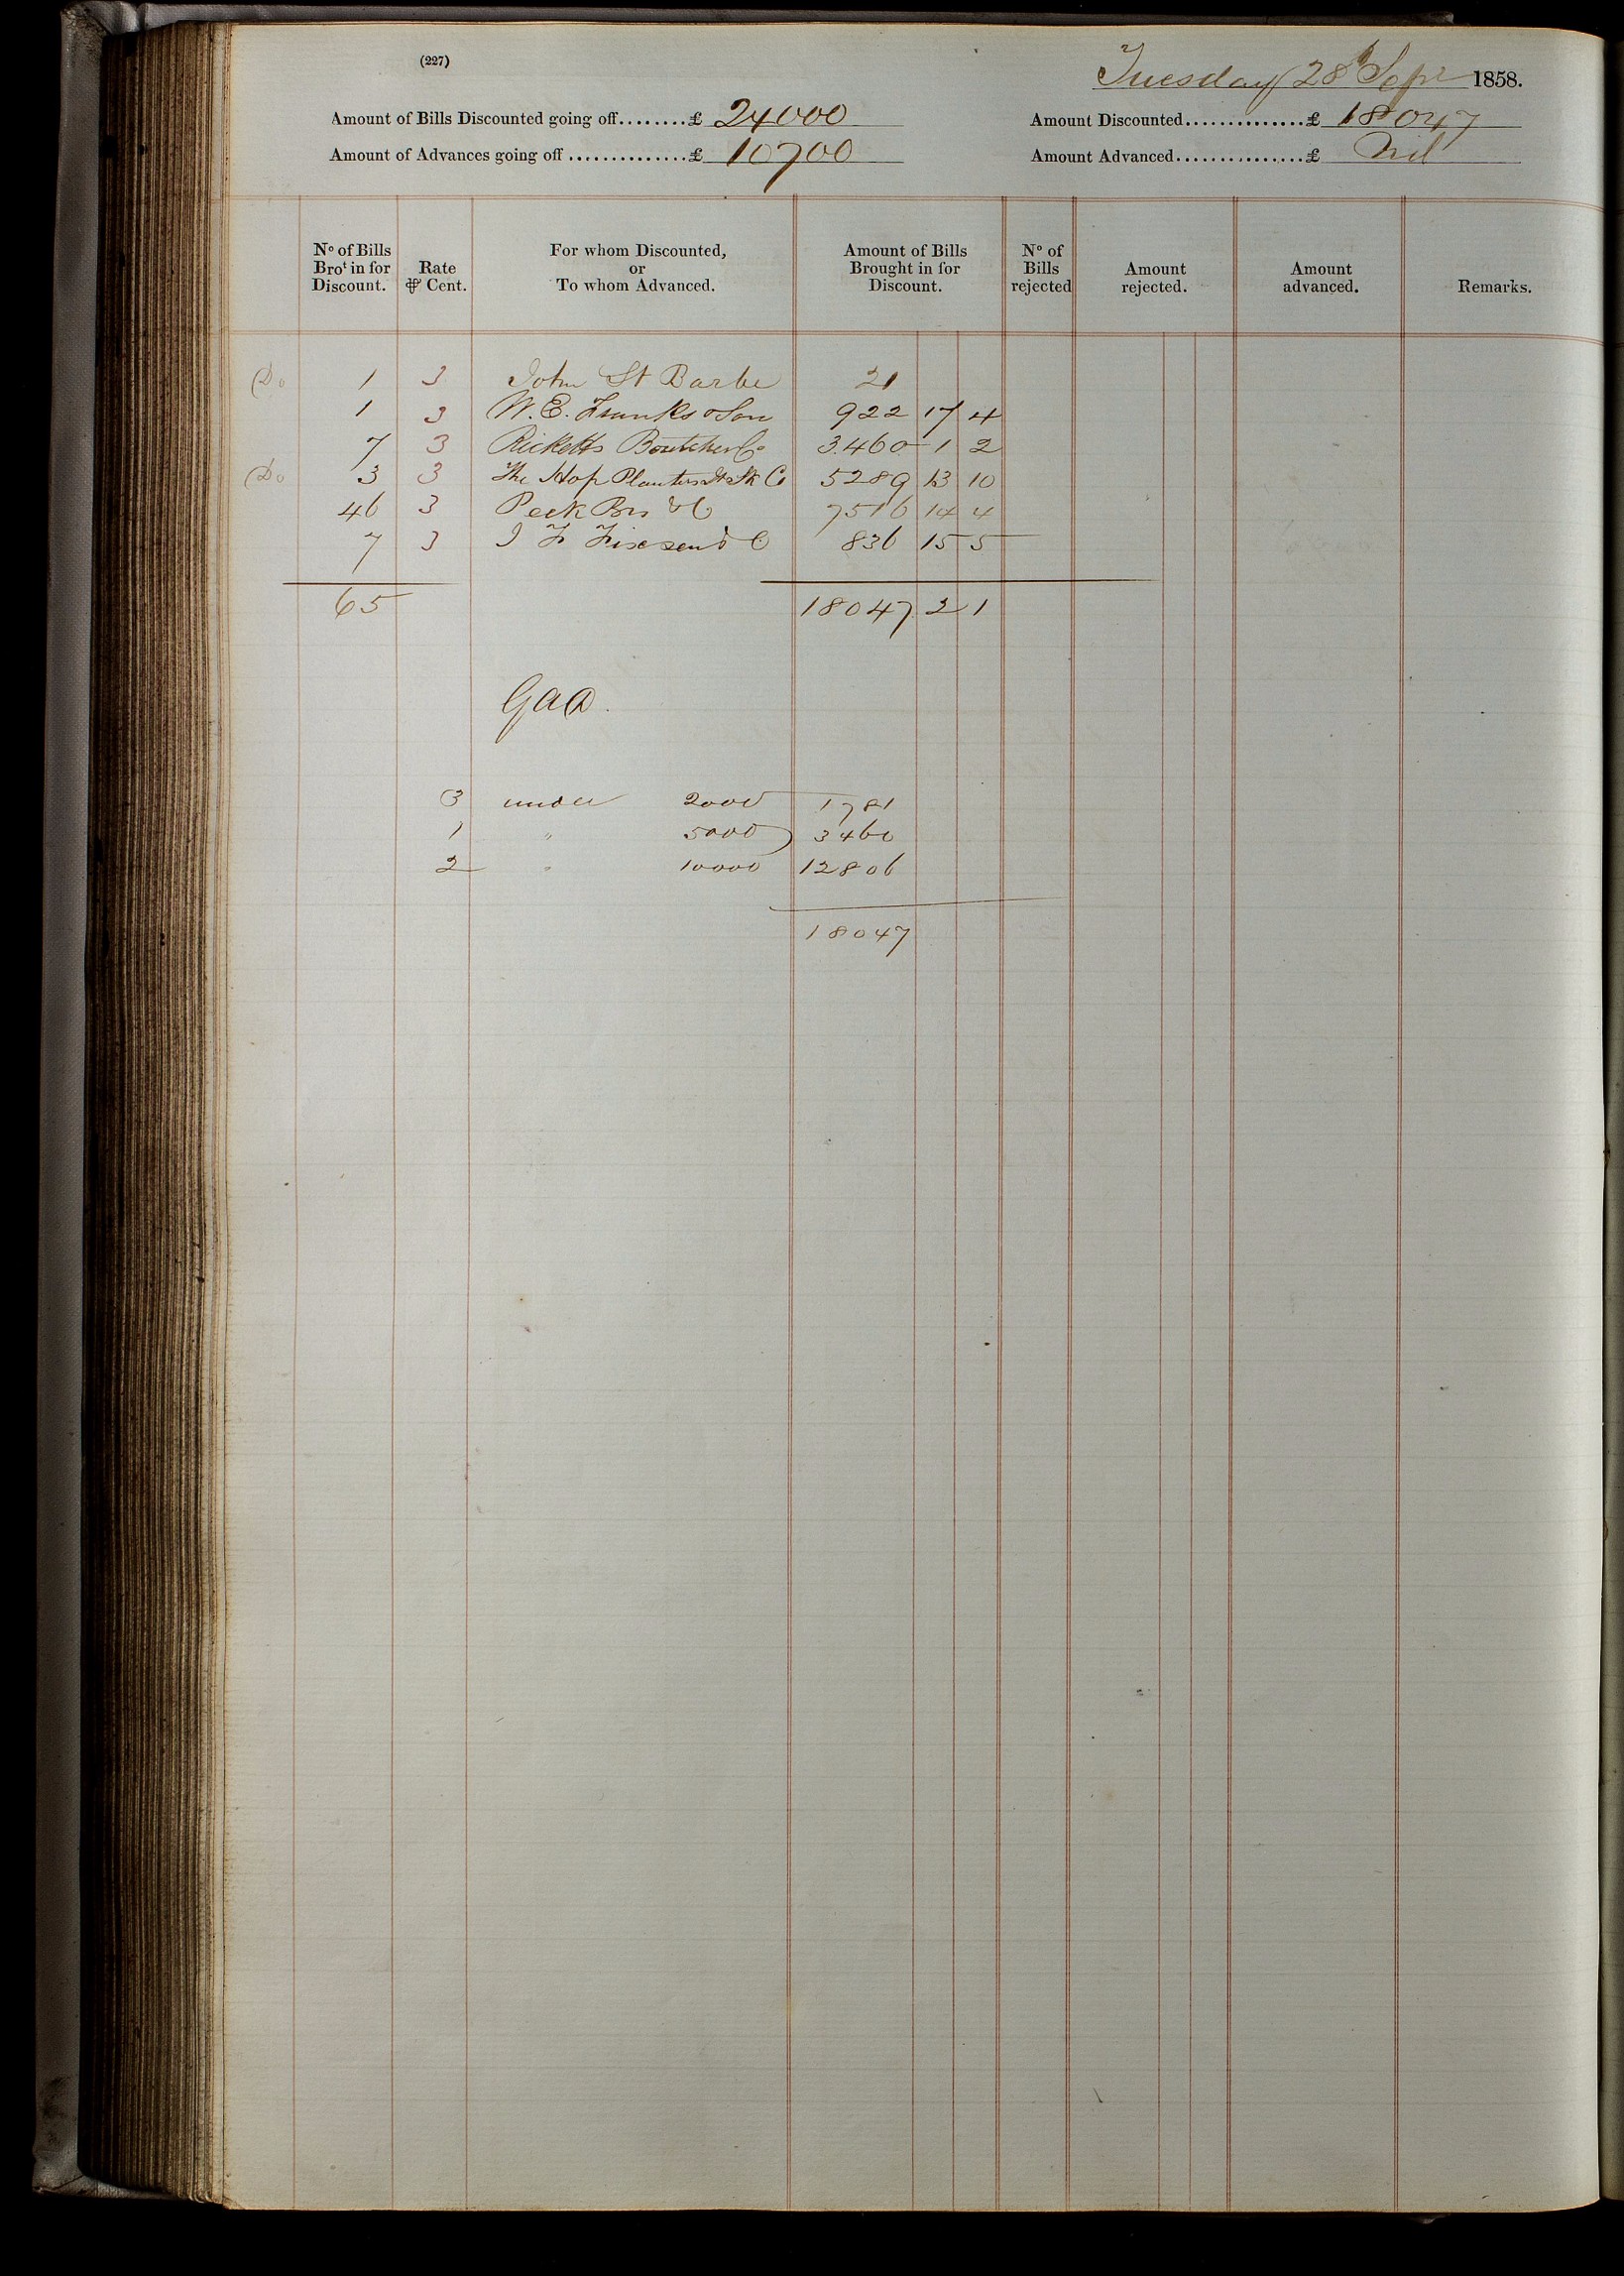 (227)
Tuesday 28 Sepr 1858.
Amount of Bills Discounted going off........£ 24000
Amount Discounted..............£ 18047
Amount of Advances going off..............£ 10700
Amount Advanced...............£ Nil
No of Bills Brot in for Discount. Rate ⅌ Cent. For whom Discounted, or To whom Advanced. Amount of Bills Brought in for Discount. No of Bills rejected Amount rejected. Amount advanced. Remarks.
Do 1 3 John St Barbe 21
1 3 W. E. Franks & Son 922 17 4
7 3 Ricketts Boutcher Co 3460 1 2
Do 3 3 The Hop Planters Jt Stk Co 5289 13 10
46 3 Peek Bros & C 7516 14 4
7 3 836 15 5
65 18047 2 1
3 under 2000 1781
1 " 5000 3460
2 " 10000 12806
18047